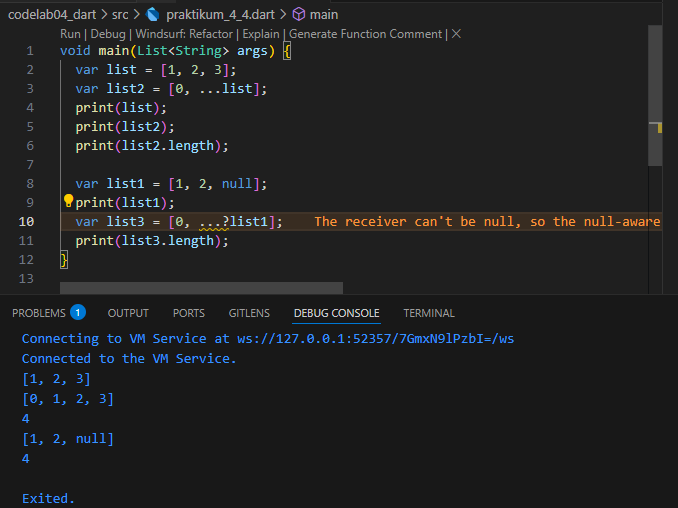 codelab04_dart > src > praktikum_4_4.dart > main
Run | Debug | Windsurf: Refactor | Explain | Generate Function Comment | ×
1 void main(List<String> args) {
2   var list = [1, 2, 3];
3   var list2 = [0, ...list];
4   print(list);
5   print(list2);
6   print(list2.length);
7
8   var list1 = [1, 2, null];
9   print(list1);
10   var list3 = [0, ...?list1];     The receiver can't be null, so the null-aware
11   print(list3.length);
12 }
13
PROBLEMS 1 OUTPUT PORTS GITLENS DEBUG CONSOLE TERMINAL
Connecting to VM Service at ws://127.0.0.1:52357/7GmxN9lPzbI=/ws
Connected to the VM Service.
[1, 2, 3]
[0, 1, 2, 3]
4
[1, 2, null]
4
Exited.